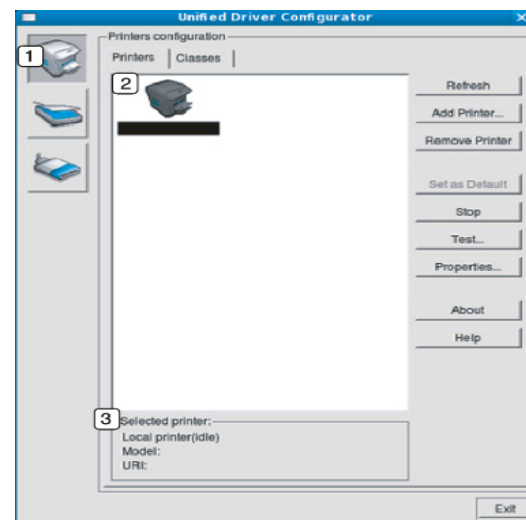 Unified Driver Configurator
Printers configuration
1
Printers Classes
2
Refresh
Add Printer...
Remove Printer
Set as Default
Stop
Test...
Properties...
About
Help
3
Selected printer:
Local printer(idle)
Model:
URI:
Exit